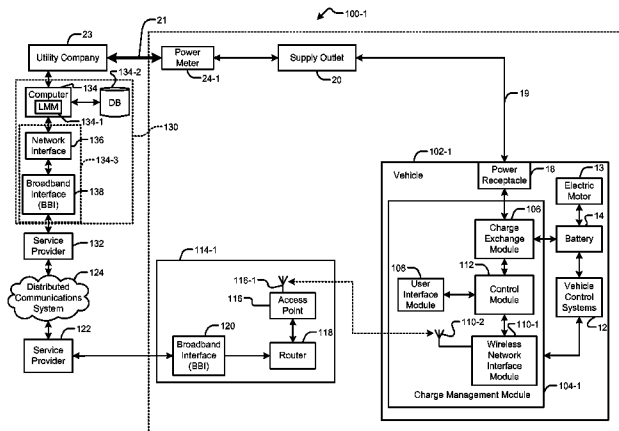 100-1
23
21
Utility Company
Power
Meter
24-1
Supply Outlet
20
134
134-2
Computer
LMM
DB
134-1
130
136
Network
Interface
134-3
138
Broadband
Interface
(BBI)
132
Service
Provider
124
Distributed
Communications
System
122
Service
Provider
19
102-1
Vehicle
13
Power
Receptacle
18
Electric
Motor
106
14
Charge
Exchange
Module
Battery
112
108
User
Interface
Module
Control
Module
Vehicle
Control
Systems
12
110-2
110-1
Wireless
Network
Interface
Module
104-1
Charge Management Module
114-1
116-1
116
Access
Point
120
118
Broadband
Interface
(BBI)
Router